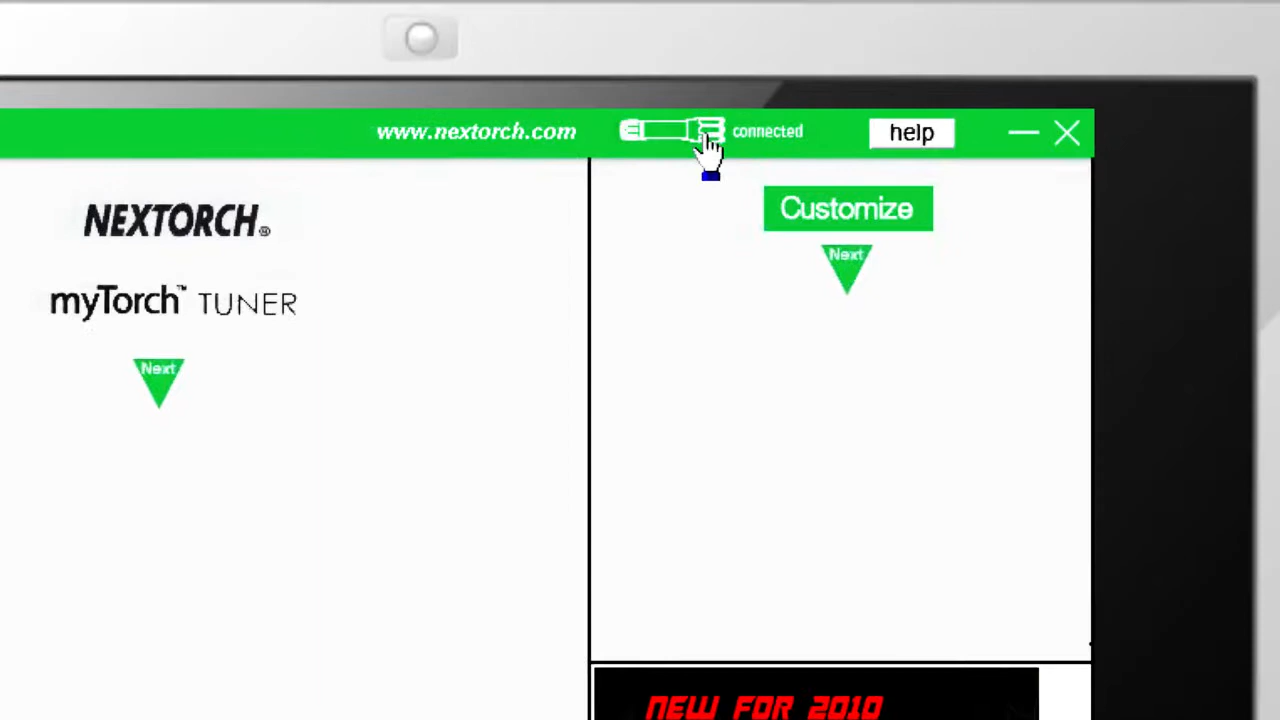 www.nextorch.com connected help
NEXTORCH®
myTorch™ TUNER
Next
Customize
Next
NEW FOR 2010